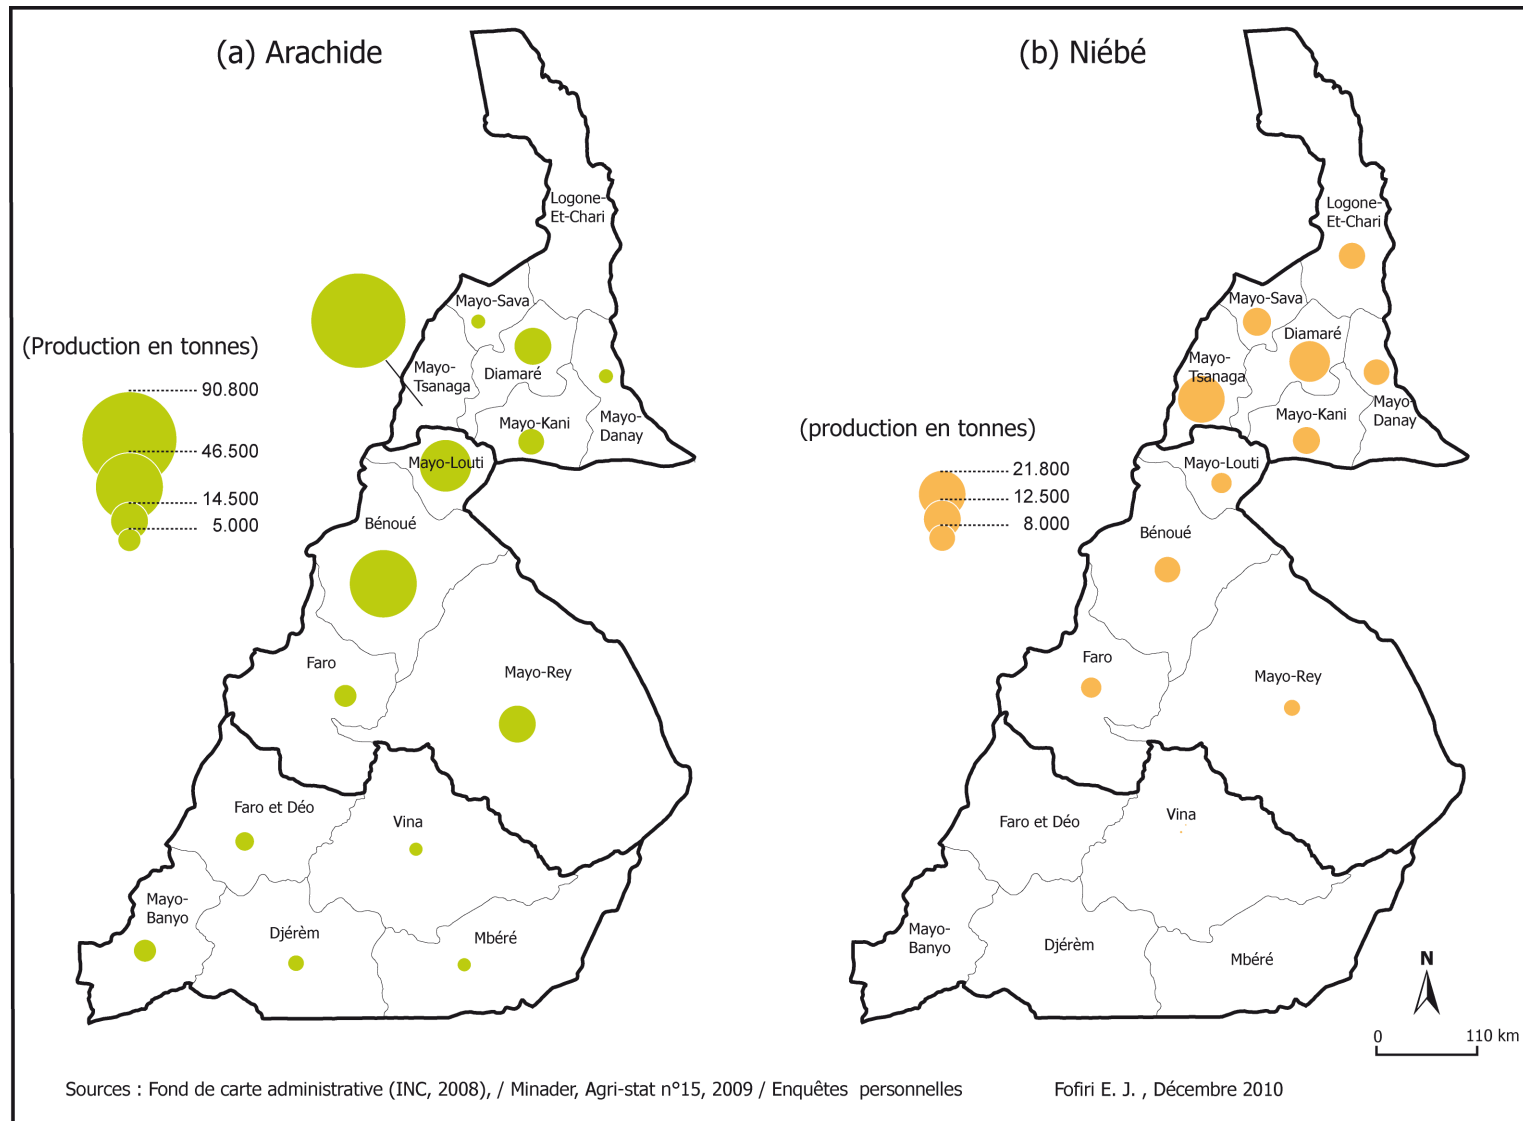 (a) Arachide
Logone-
Et-Chari
Mayo-Sava
Mayo-
Tsanaga
Diamaré
Mayo-Kani
Mayo-
Danay
Mayo-Louti
Bénoué
Faro
Mayo-Rey
Faro et Déo
Vina
Mayo-
Banyo
Djérèm
Mbéré
(Production en tonnes)
90.800
46.500
14.500
5.000
(b) Niébé
Logone-
Et-Chari
Mayo-Sava
Diamaré
Mayo-
Tsanaga
Mayo-Kani
Mayo-
Danay
Mayo-Louti
Bénoué
Faro
Mayo-Rey
Faro et Déo
Vina
Mayo-
Banyo
Djérèm
Mbéré
(production en tonnes)
21.800
12.500
8.000
N
0 110 km
Sources : Fond de carte administrative (INC, 2008), / Minader, Agri-stat n°15, 2009 / Enquêtes personnelles
Fofiri E. J. , Décembre 2010